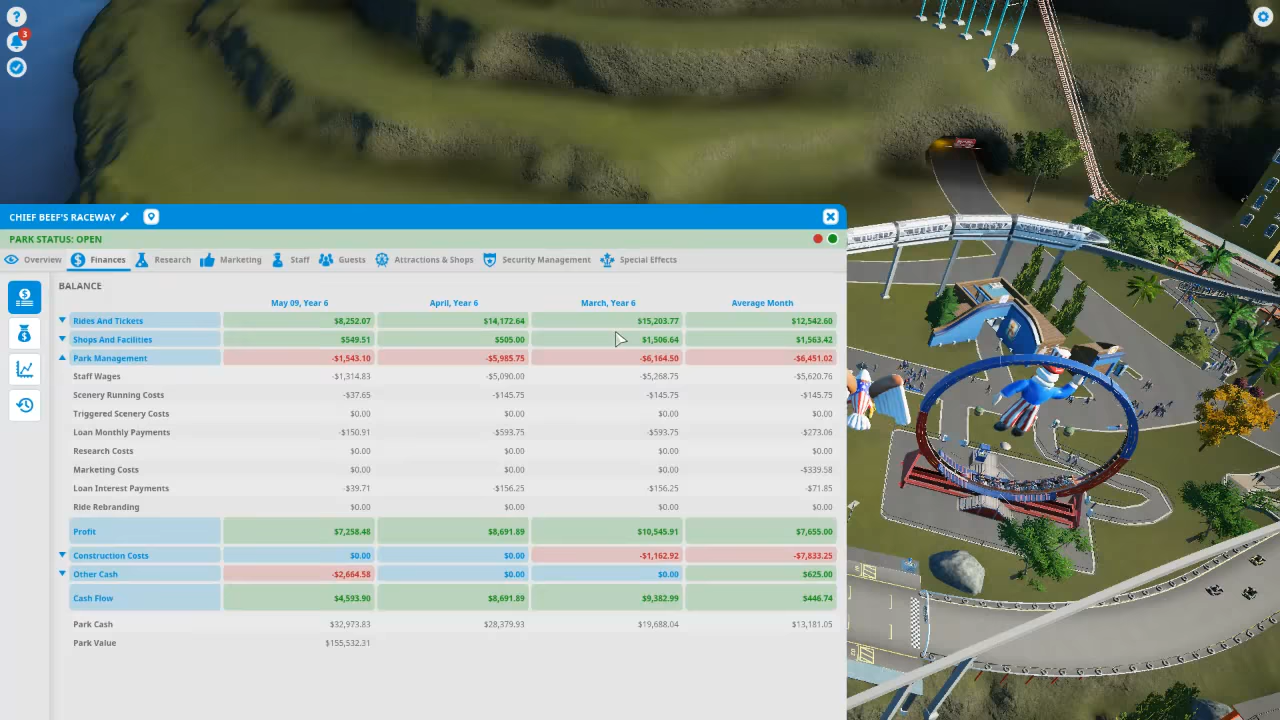 ?
3
CHIEF BEEF'S RACEWAY
PARK STATUS: OPEN
Overview Finances Research Marketing Staff Guests Attractions & Shops Security Management Special Effects
BALANCE
May 09, Year 6 April, Year 6 March, Year 6 Average Month
Rides And Tickets $8,252.07 $14,172.64 $15,203.77 $12,542.60
Shops And Facilities $549.51 $505.00 $1,506.64 $1,563.42
Park Management -$1,543.10 -$5,985.75 -$6,164.50 -$6,451.02
Staff Wages -$1,314.83 -$5,090.00 -$5,268.75 -$5,620.76
Scenery Running Costs -$37.65 -$145.75 -$145.75 -$145.75
Triggered Scenery Costs $0.00 $0.00 $0.00 $0.00
Loan Monthly Payments -$150.91 -$593.75 -$593.75 -$273.06
Research Costs $0.00 $0.00 $0.00 $0.00
Marketing Costs $0.00 $0.00 $0.00 -$339.58
Loan Interest Payments -$39.71 -$156.25 -$156.25 -$71.85
Ride Rebranding $0.00 $0.00 $0.00 $0.00
Profit $7,258.48 $8,691.89 $10,545.91 $7,655.00
Construction Costs $0.00 $0.00 -$1,162.92 -$7,833.25
Other Cash -$2,664.58 $0.00 $0.00 $625.00
Cash Flow $4,593.90 $8,691.89 $9,382.99 $446.74
Park Cash $32,973.83 $28,379.93 $19,688.04 $13,181.05
Park Value $155,532.31